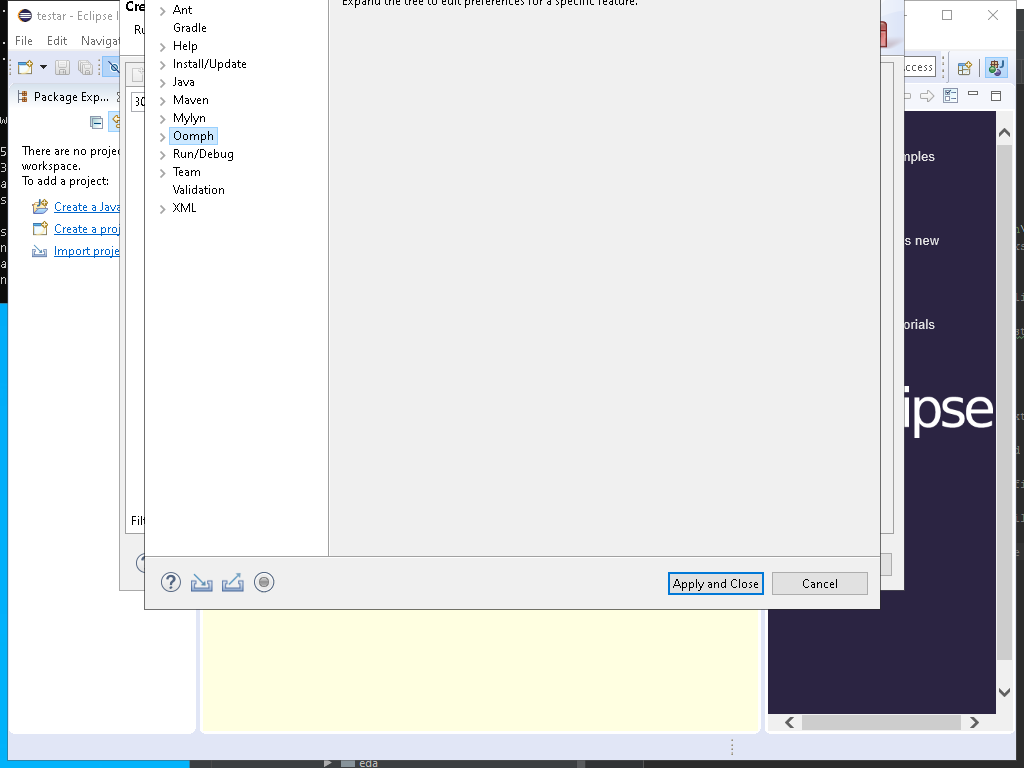 testar - Eclipse I
Cre
File Edit Navigat
Ru
Expand the tree to edit preferences for a specific feature.
Ant
Gradle
Help
Install/Update
Java
Maven
Mylyn
Oomph
Run/Debug
Team
Validation
XML
ccess
Package Exp...
30
There are no projec
workspace.
To add a project:
Create a Java
Create a proj
Import proje
Filt
mples
s new
orials
ipse
Apply and Close
Cancel
eda